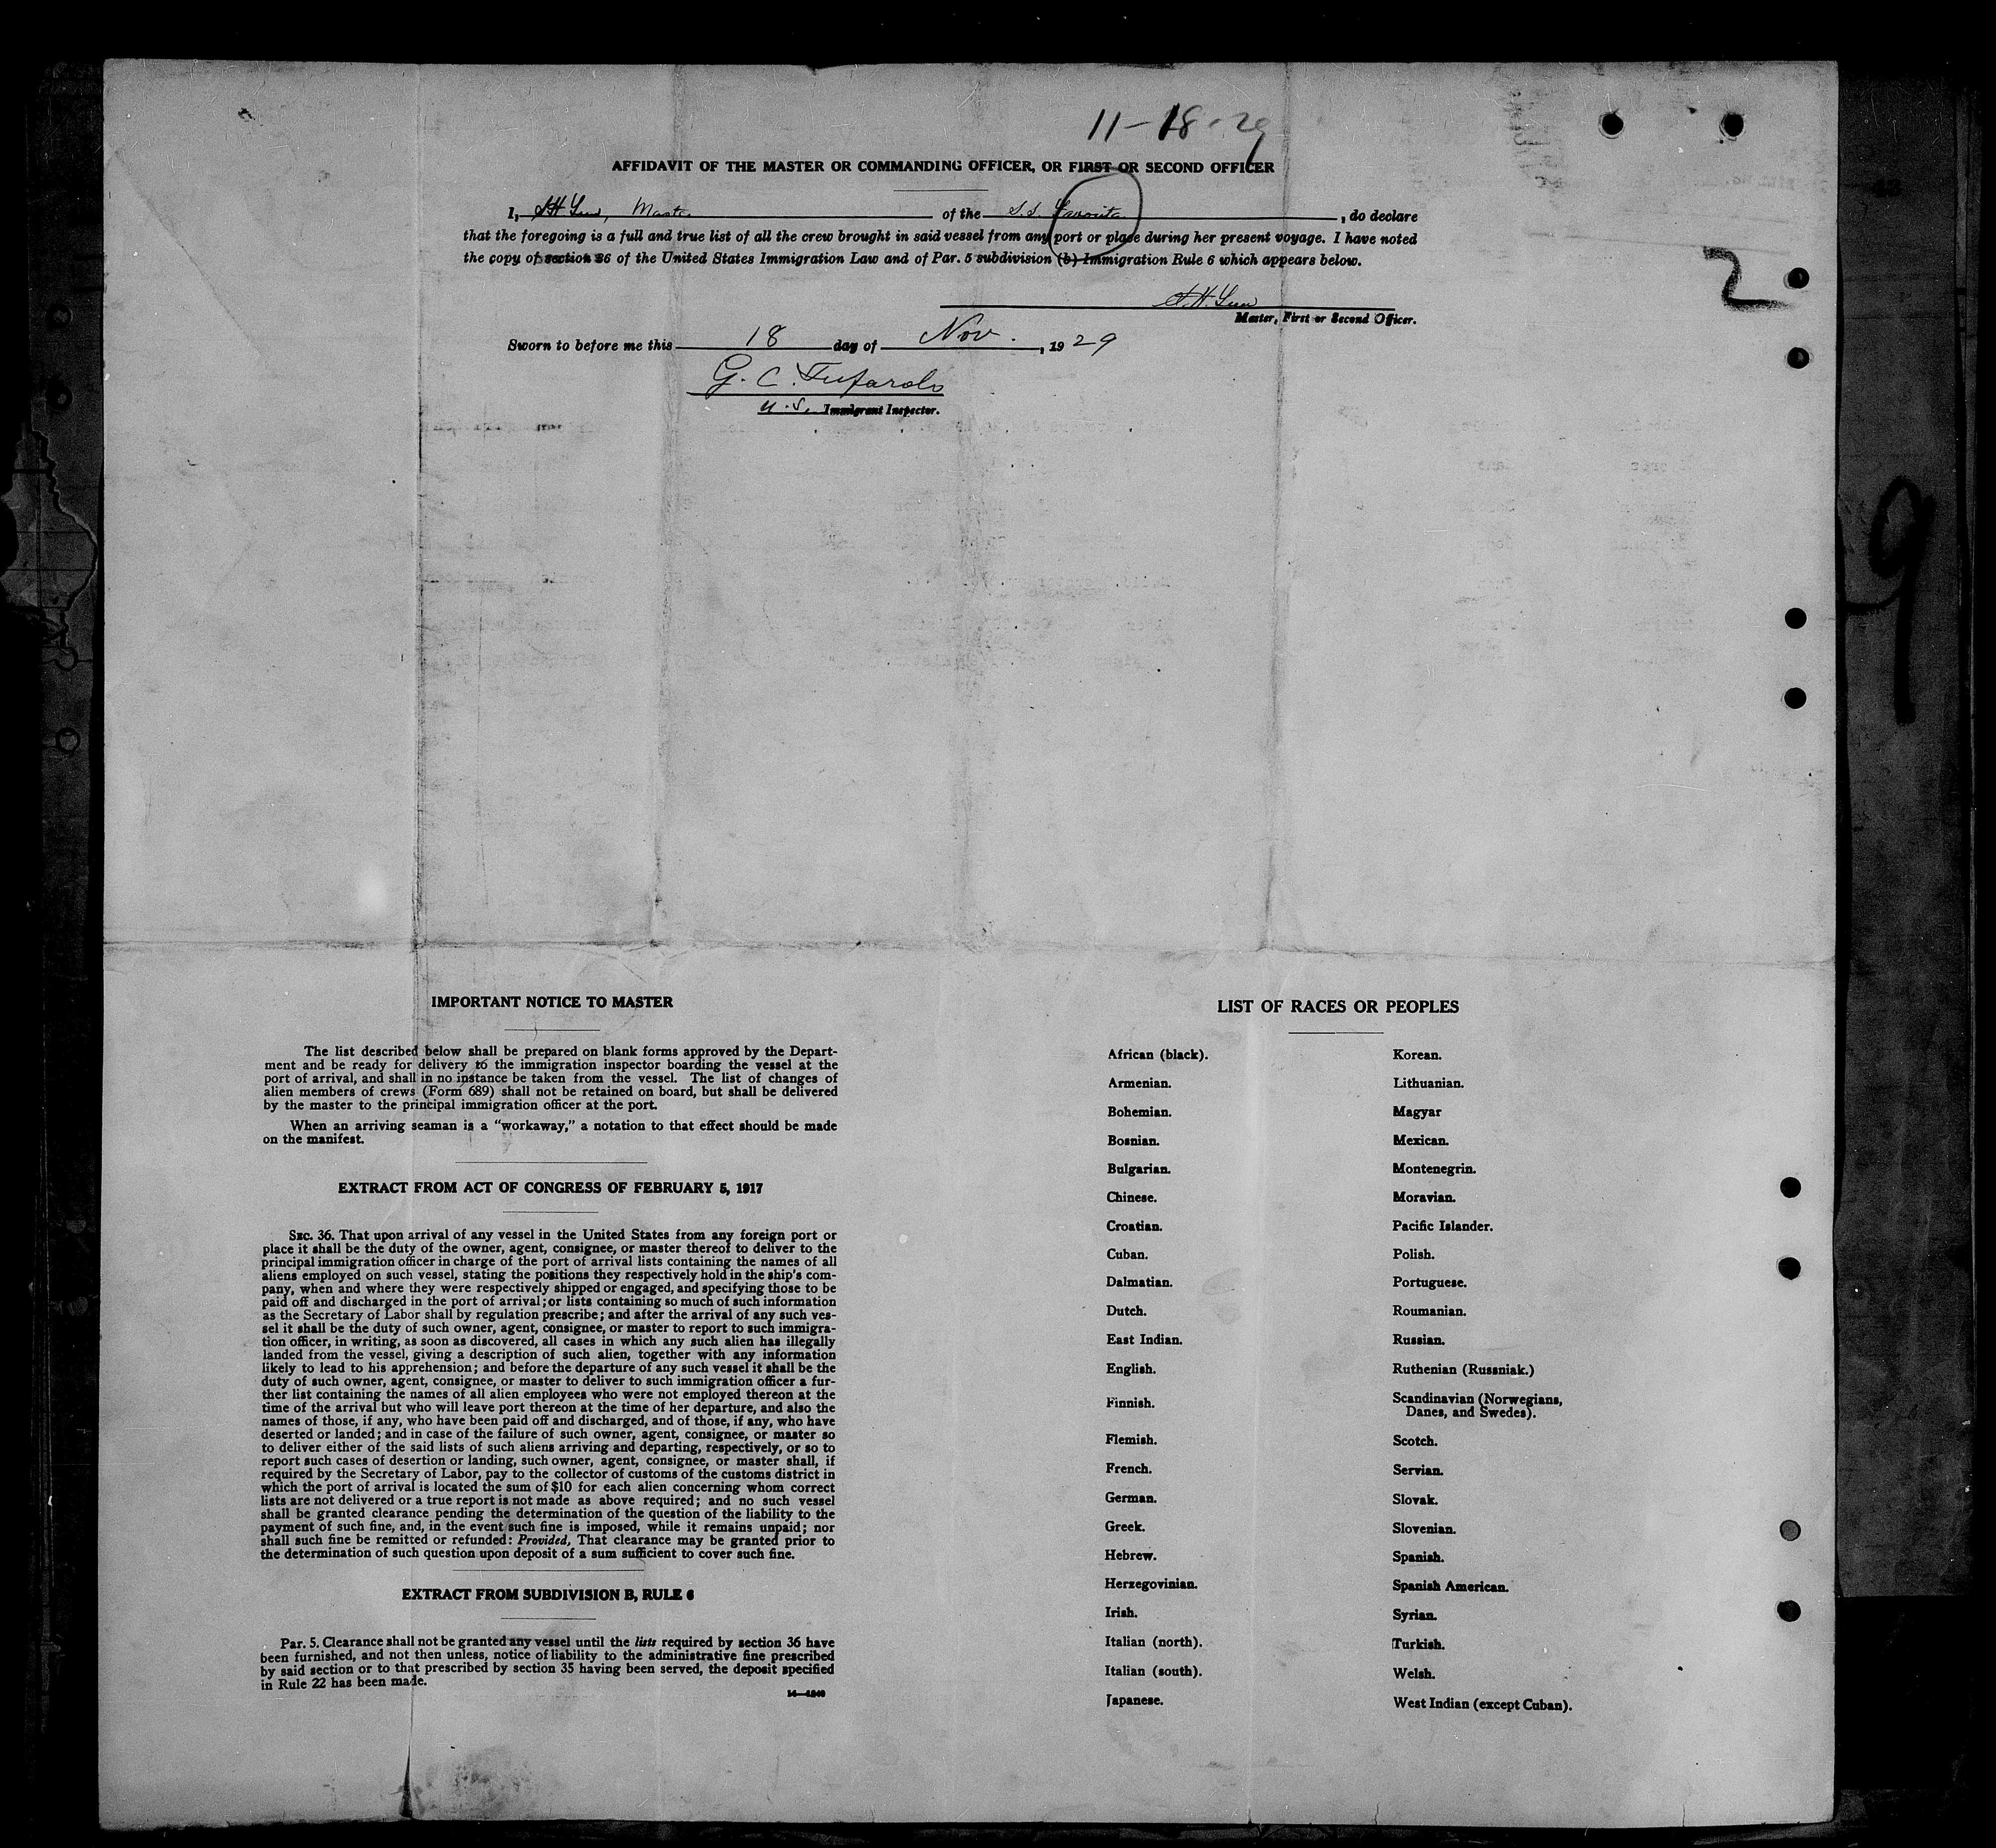 11-18-29
AFFIDAVIT OF THE MASTER OR COMMANDING OFFICER, OR FIRST OR SECOND OFFICER
I, Master of the S.S. , do declare
that the foregoing is a full and true list of all the crew brought in said vessel from any port or place during her present voyage. I have noted
the copy of section 36 of the United States Immigration Law and of Par. 5 subdivision (b) Immigration Rule 6 which appears below.
2
Master, First or Second Officer.
Sworn to before me this 18 day of Nov. , 1929
G. C.
U.S. Immigrant Inspector.
9
IMPORTANT NOTICE TO MASTER
The list described below shall be prepared on blank forms approved by the Depart-
ment and be ready for delivery to the immigration inspector boarding the vessel at the
port of arrival, and shall in no instance be taken from the vessel. The list of changes of
alien members of crews (Form 689) shall not be retained on board, but shall be delivered
by the master to the principal immigration officer at the port.
When an arriving seaman is a "workaway," a notation to that effect should be made
on the manifest.
EXTRACT FROM ACT OF CONGRESS OF FEBRUARY 5, 1917
SEC. 36. That upon arrival of any vessel in the United States from any foreign port or
place it shall be the duty of the owner, agent, consignee, or master thereof to deliver to the
principal immigration officer in charge of the port of arrival lists containing the names of all
aliens employed on such vessel, stating the positions they respectively hold in the ship's com-
pany, when and where they were respectively shipped or engaged, and specifying those to be
paid off and discharged in the port of arrival; or lists containing so much of such information
as the Secretary of Labor shall by regulation prescribe; and after the arrival of any such ves-
sel it shall be the duty of such owner, agent, consignee, or master to report to such immigra-
tion officer, in writing, as soon as discovered, all cases in which any such alien has illegally
landed from the vessel, giving a description of such alien, together with any information
likely to lead to his apprehension; and before the departure of any such vessel it shall be the
duty of such owner, agent, consignee, or master to deliver to such immigration officer a fur-
ther list containing the names of all alien employees who were not employed thereon at the
time of the arrival but who will leave port thereon at the time of her departure, and also the
names of those, if any, who have been paid off and discharged, and of those, if any, who have
deserted or landed; and in case of the failure of such owner, agent, consignee, or master so
to deliver either of the said lists of such aliens arriving and departing, respectively, or so to
report such cases of desertion or landing, such owner, agent, consignee, or master shall, if
required by the Secretary of Labor, pay to the collector of customs of the customs district in
which the port of arrival is located the sum of $10 for each alien concerning whom correct
lists are not delivered or a true report is not made as above required; and no such vessel
shall be granted clearance pending the determination of the question of the liability to the
payment of such fine, and, in the event such fine is imposed, while it remains unpaid; nor
shall such fine be remitted or refunded: Provided, That clearance may be granted prior to
the determination of such question upon deposit of a sum sufficient to cover such fine.
EXTRACT FROM SUBDIVISION B, RULE 6
Par. 5. Clearance shall not be granted any vessel until the lists required by section 36 have
been furnished, and not then unless, notice of liability to the administrative fine prescribed
by said section or to that prescribed by section 35 having been served, the deposit specified
in Rule 22 has been made.
LIST OF RACES OR PEOPLES
African (black).
Armenian.
Bohemian.
Bosnian.
Bulgarian.
Chinese.
Croatian.
Cuban.
Dalmatian.
Dutch.
East Indian.
English.
Finnish.
Flemish.
French.
German.
Greek.
Hebrew.
Herzegovinian.
Irish.
Italian (north).
Italian (south).
Japanese.
Korean.
Lithuanian.
Magyar
Mexican.
Montenegrin.
Moravian.
Pacific Islander.
Polish.
Portuguese.
Roumanian.
Russian.
Ruthenian (Russniak.)
Scandinavian (Norwegians,
Danes, and Swedes).
Scotch.
Servian.
Slovak.
Slovenian.
Spanish.
Spanish American.
Syrian.
Turkish.
Welsh.
West Indian (except Cuban).